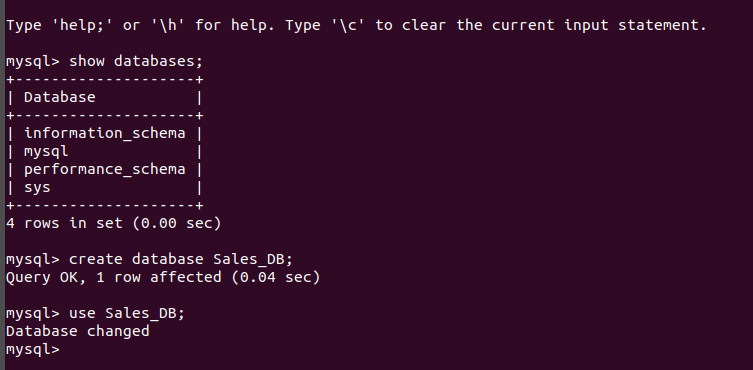 Type 'help;' or '\h' for help. Type '\c' to clear the current input statement.
mysql> show databases;
+--------------------+
| Database           |
+--------------------+
| information_schema |
| mysql              |
| performance_schema |
| sys                |
+--------------------+
4 rows in set (0.00 sec)
mysql> create database Sales_DB;
Query OK, 1 row affected (0.04 sec)
mysql> use Sales_DB;
Database changed
mysql>